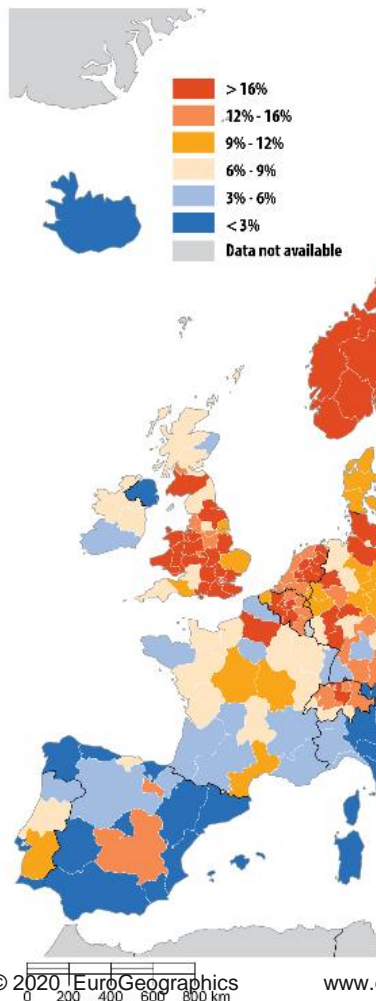 > 16%
12% - 16%
9% - 12%
6% - 9%
3% - 6%
< 3%
Data not available
© 2020 EuroGeographics
www.
0 200 400 600 800 km